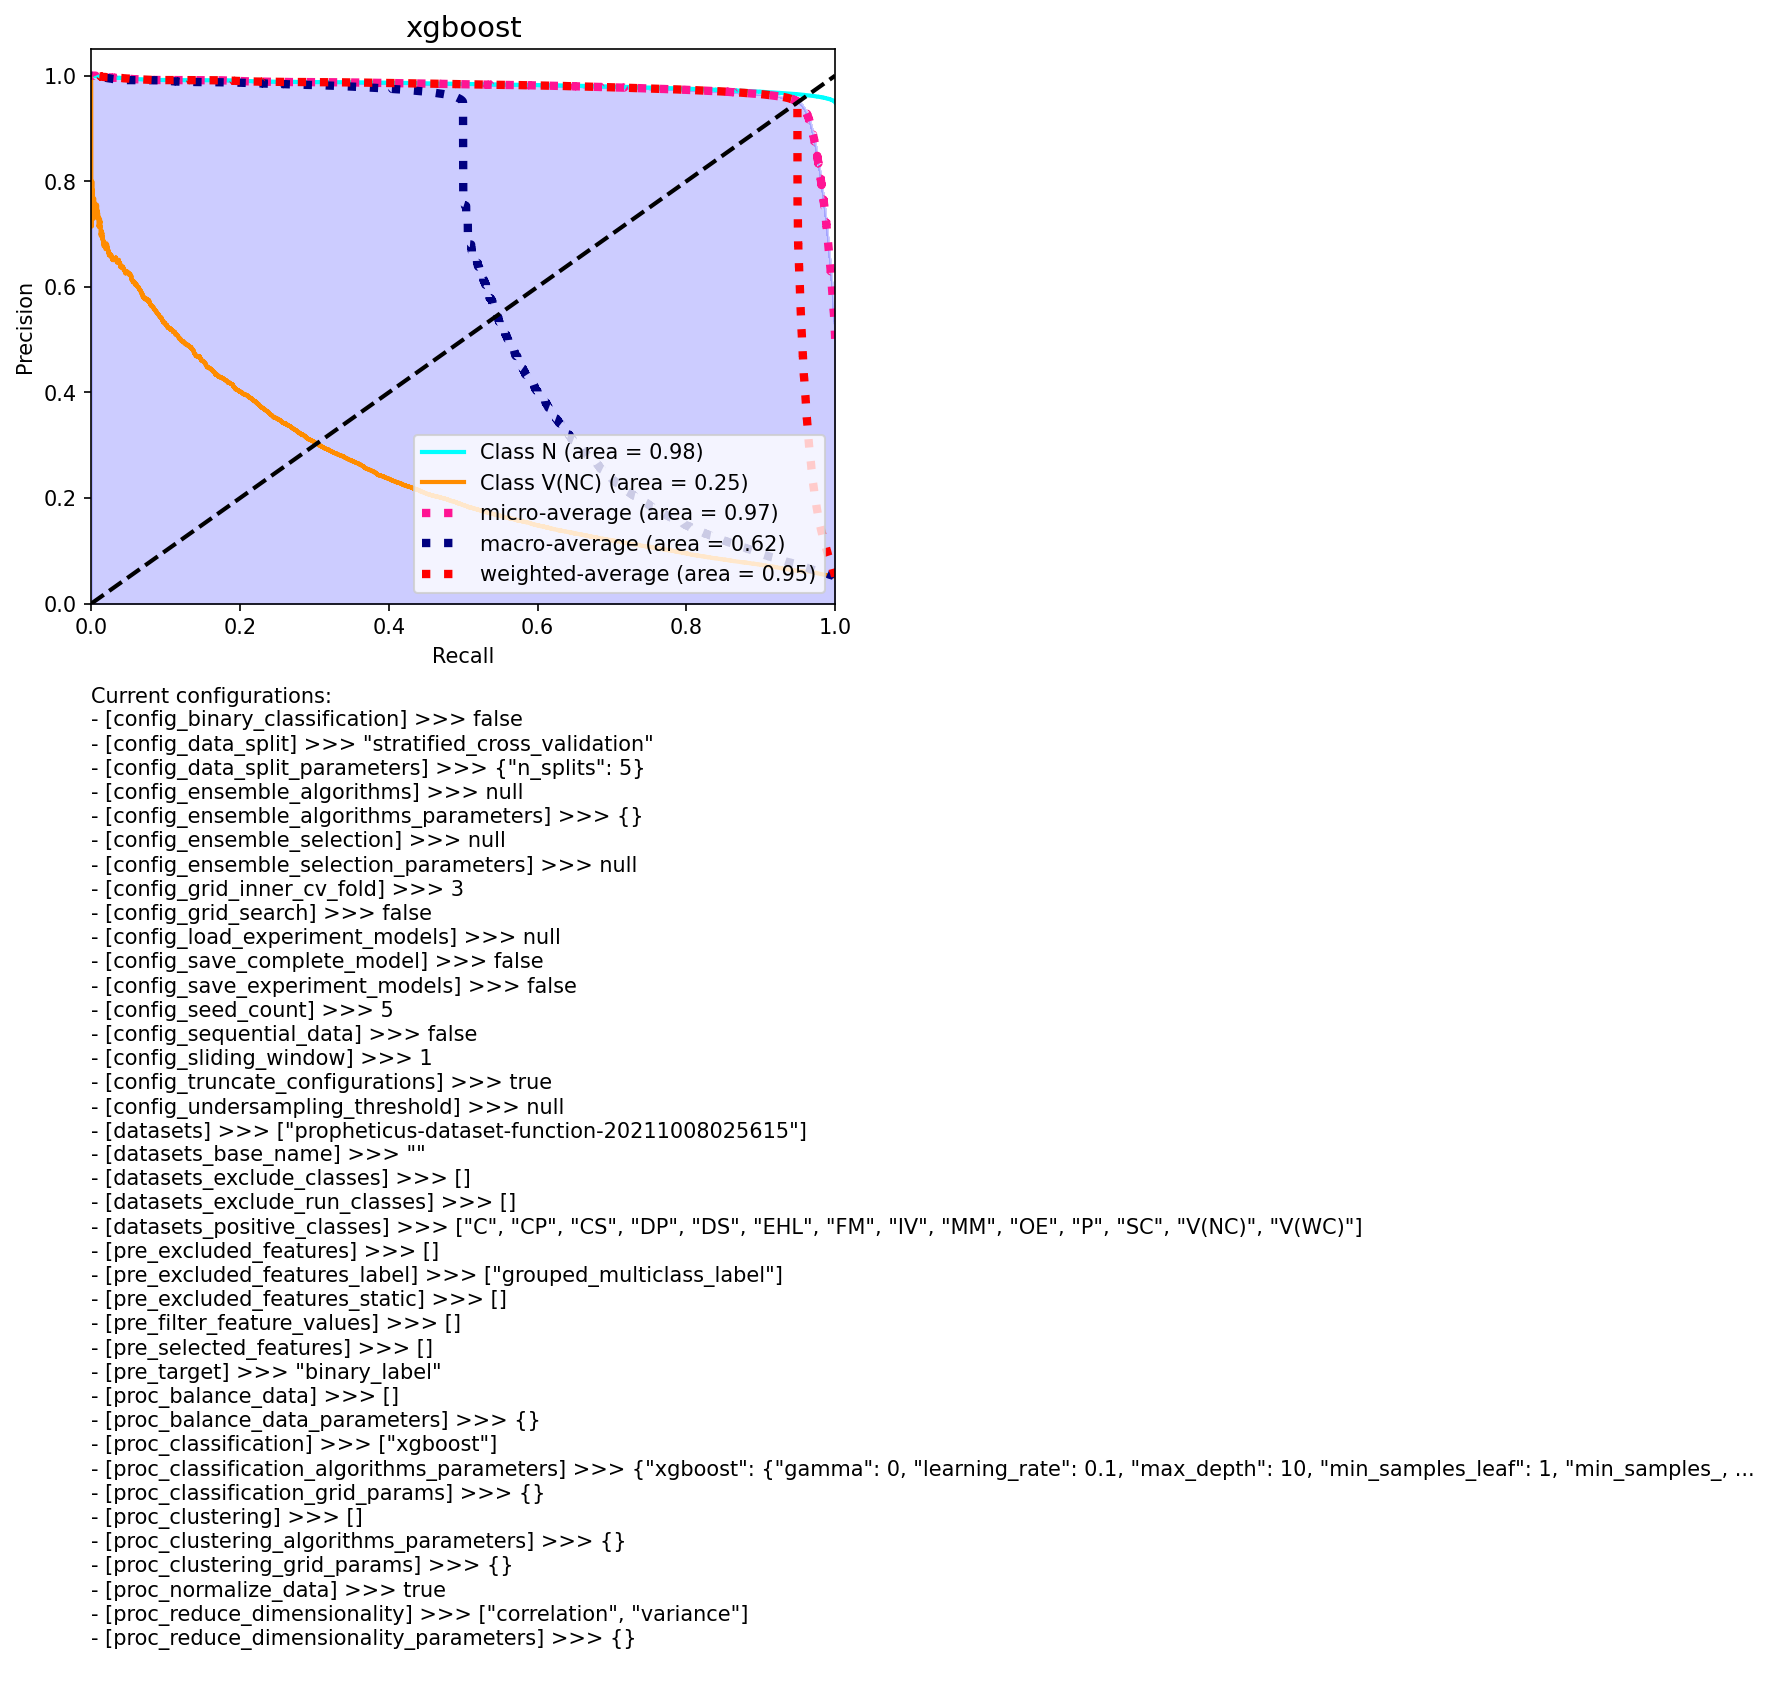 xgboost
1.0
0.8
0.6
0.4
0.2
0.0
Precision
Class N (area = 0.98)
Class V(NC) (area = 0.25)
micro-average (area = 0.97)
macro-average (area = 0.62)
weighted-average (area = 0.95)
0.0 0.2 0.4 0.6 0.8 1.0
Recall
Current configurations:
- [config_binary_classification] >>> false
- [config_data_split] >>> "stratified_cross_validation"
- [config_data_split_parameters] >>> {"n_splits": 5}
- [config_ensemble_algorithms] >>> null
- [config_ensemble_algorithms_parameters] >>> {}
- [config_ensemble_selection] >>> null
- [config_ensemble_selection_parameters] >>> null
- [config_grid_inner_cv_fold] >>> 3
- [config_grid_search] >>> false
- [config_load_experiment_models] >>> null
- [config_save_complete_model] >>> false
- [config_save_experiment_models] >>> false
- [config_seed_count] >>> 5
- [config_sequential_data] >>> false
- [config_sliding_window] >>> 1
- [config_truncate_configurations] >>> true
- [config_undersampling_threshold] >>> null
- [datasets] >>> ["propheticus-dataset-function-20211008025615"]
- [datasets_base_name] >>> ""
- [datasets_exclude_classes] >>> []
- [datasets_exclude_run_classes] >>> []
- [datasets_positive_classes] >>> ["C", "CP", "CS", "DP", "DS", "EHL", "FM", "IV", "MM", "OE", "P", "SC", "V(NC)", "V(WC)"]
- [pre_excluded_features] >>> []
- [pre_excluded_features_label] >>> ["grouped_multiclass_label"]
- [pre_excluded_features_static] >>> []
- [pre_filter_feature_values] >>> []
- [pre_selected_features] >>> []
- [pre_target] >>> "binary_label"
- [proc_balance_data] >>> []
- [proc_balance_data_parameters] >>> {}
- [proc_classification] >>> ["xgboost"]
- [proc_classification_algorithms_parameters] >>> {"xgboost": {"gamma": 0, "learning_rate": 0.1, "max_depth": 10, "min_samples_leaf": 1, "min_samples_, ...
- [proc_classification_grid_params] >>> {}
- [proc_clustering] >>> []
- [proc_clustering_algorithms_parameters] >>> {}
- [proc_clustering_grid_params] >>> {}
- [proc_normalize_data] >>> true
- [proc_reduce_dimensionality] >>> ["correlation", "variance"]
- [proc_reduce_dimensionality_parameters] >>> {}